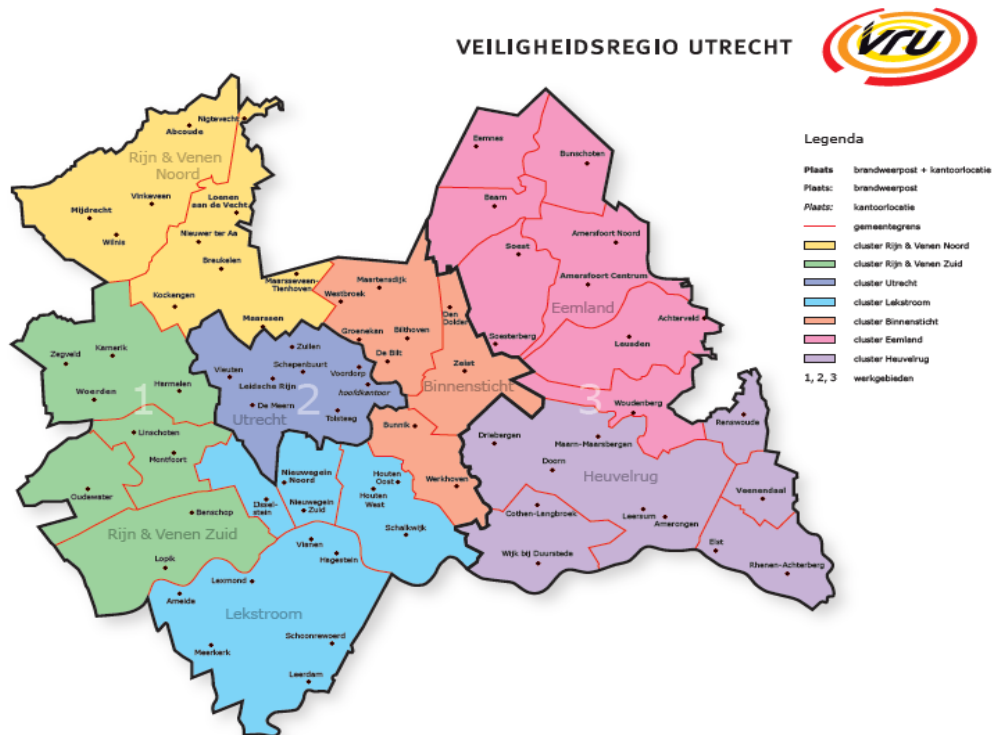 VEILIGHEIDSREGIO UTRECHT
vru
Legenda
Plaats brandweerpost + kantoorlocatie
Plaats: brandweerpost
Plaats: kantoorlocatie
gemeentegrens
cluster Rijn & Venen Noord
cluster Rijn & Venen Zuid
cluster Utrecht
cluster Lekstroom
cluster Binnensticht
cluster Eemland
cluster Heuvelrug
1, 2, 3 werkgebieden
Nigtevecht
Abcoude
Rijn & Venen
Noord
Vinkeveen
Loenen
aan de Vecht
Mijdrecht
Wilnis
Nieuwer ter Aa
Breukelen
Maarsseveen-
Tienhoven
Kockengen
Maarssen
Eemnes
Bunschoten
Baarn
Soest
Amersfoort Noord
Amersfoort Centrum
Eemland
Achterveld
Leusden
Soesterberg
Maartensdijk
Westbroek
Den
Dolder
Groenekan
Bilthoven
De Bilt
Zeist
Binnensticht
Bunnik
Werkhoven
Zuilen
Schepenbuurt
Voordorp
Vleuten
Leidsche Rijn
hoofdkantoor
De Meern
Tolsteeg
Utrecht
2
Kamerik
Zegveld
Harmelen
Woerden
1
Linschoten
Montfoort
Oudewater
Benschop
Rijn & Venen Zuid
Lopik
Nieuwegein
Noord
Houten
Oost
Houten
West
IJssel-
stein
Nieuwegein
Zuid
Schalkwijk
Vianen
Hagestein
Lexmond
Ameide
Lekstroom
Schoonrewoerd
Meerkerk
Leerdam
3
Woudenberg
Renswoude
Driebergen
Maarn-Maarsbergen
Doorn
Heuvelrug
Veenendaal
Cothen-Langbroek
Leersum
Amerongen
Wijk bij Duurstede
Elst
Rhenen-Achterberg